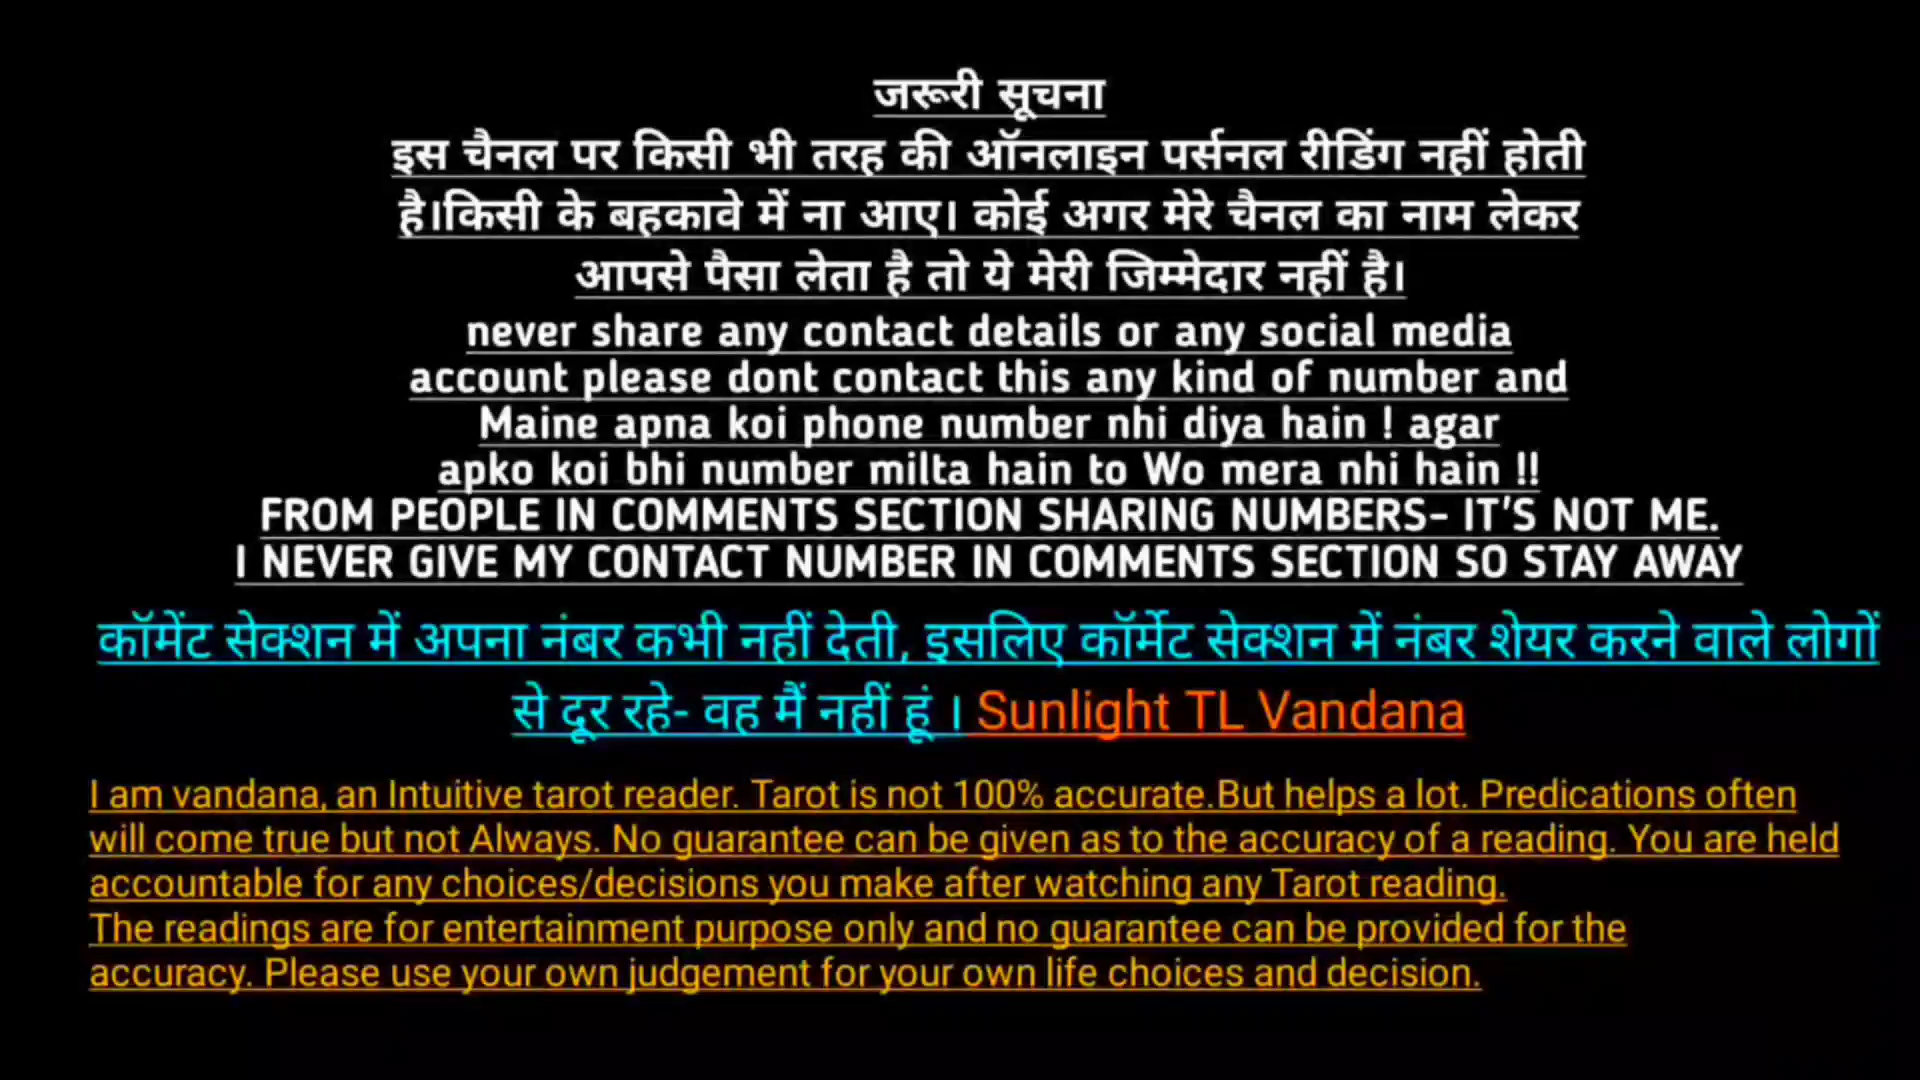 जरूरी सूचना
इस चैनल पर किसी भी तरह की ऑनलाइन पर्सनल रीडिंग नहीं होती
है।किसी के बहकावे में ना आए। कोई अगर मेरे चैनल का नाम लेकर
आपसे पैसा लेता है तो ये मेरी जिम्मेदार नहीं है।
never share any contact details or any social media
account please dont contact this any kind of number and
Maine apna koi phone number nhi diya hain ! agar
apko koi bhi number milta hain to Wo mera nhi hain !!
FROM PEOPLE IN COMMENTS SECTION SHARING NUMBERS- IT'S NOT ME.
I NEVER GIVE MY CONTACT NUMBER IN COMMENTS SECTION SO STAY AWAY
कॉमेंट सेक्शन में अपना नंबर कभी नहीं देती, इसलिए कॉर्मेट सेक्शन में नंबर शेयर करने वाले लोगों
से दूर रहे- वह मैं नहीं हूं । Sunlight TL Vandana
I am vandana, an Intuitive tarot reader. Tarot is not 100% accurate.But helps a lot. Predications often
will come true but not Always. No guarantee can be given as to the accuracy of a reading. You are held
accountable for any choices/decisions you make after watching any Tarot reading.
The readings are for entertainment purpose only and no guarantee can be provided for the
accuracy. Please use your own judgement for your own life choices and decision.